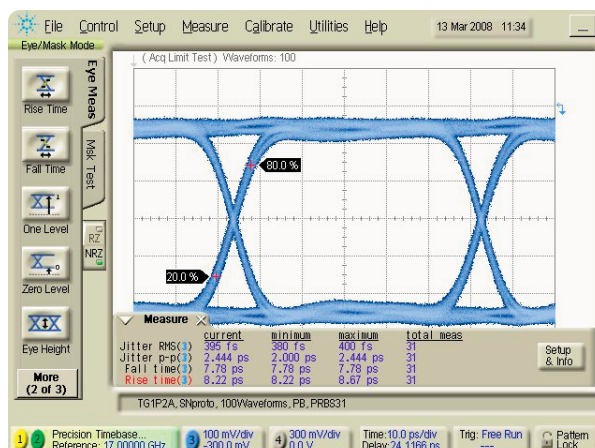 File Control Setup Measure Calibrate Utilities Help 13 Mar 2008 11:34
Eye/Mask Mode
( Acq Limit Test ) Waveforms: 100
Eye Meas
Msk Test
Rise Time
Fall Time
One Level
RZ
NRZ
Zero Level
Eye Height
More
(2 of 3)
80.0 %
20.0 %
Measure
current minimum maximum total meas
Jitter RMS(3) 395 fs 380 fs 400 fs 31
Jitter p-p(3) 2.444 ps 2.000 ps 2.444 ps 31
Fall time(3) 7.78 ps 7.78 ps 7.78 ps 31
Rise time(3) 8.22 ps 8.22 ps 8.67 ps 31
Setup
& Info
TG1P2A, SNproto, 100Waveforms, PB, PRBS31
1 2 Precision Timebase...
Reference: 17.00000 GHz
3 100 mV/div
-300.0 mV
4 300 mV/div
0.0 V
Time:10.0 ps/div
Delay:24.1166 ns
Trig: Free Run
---
Pattern
Lock